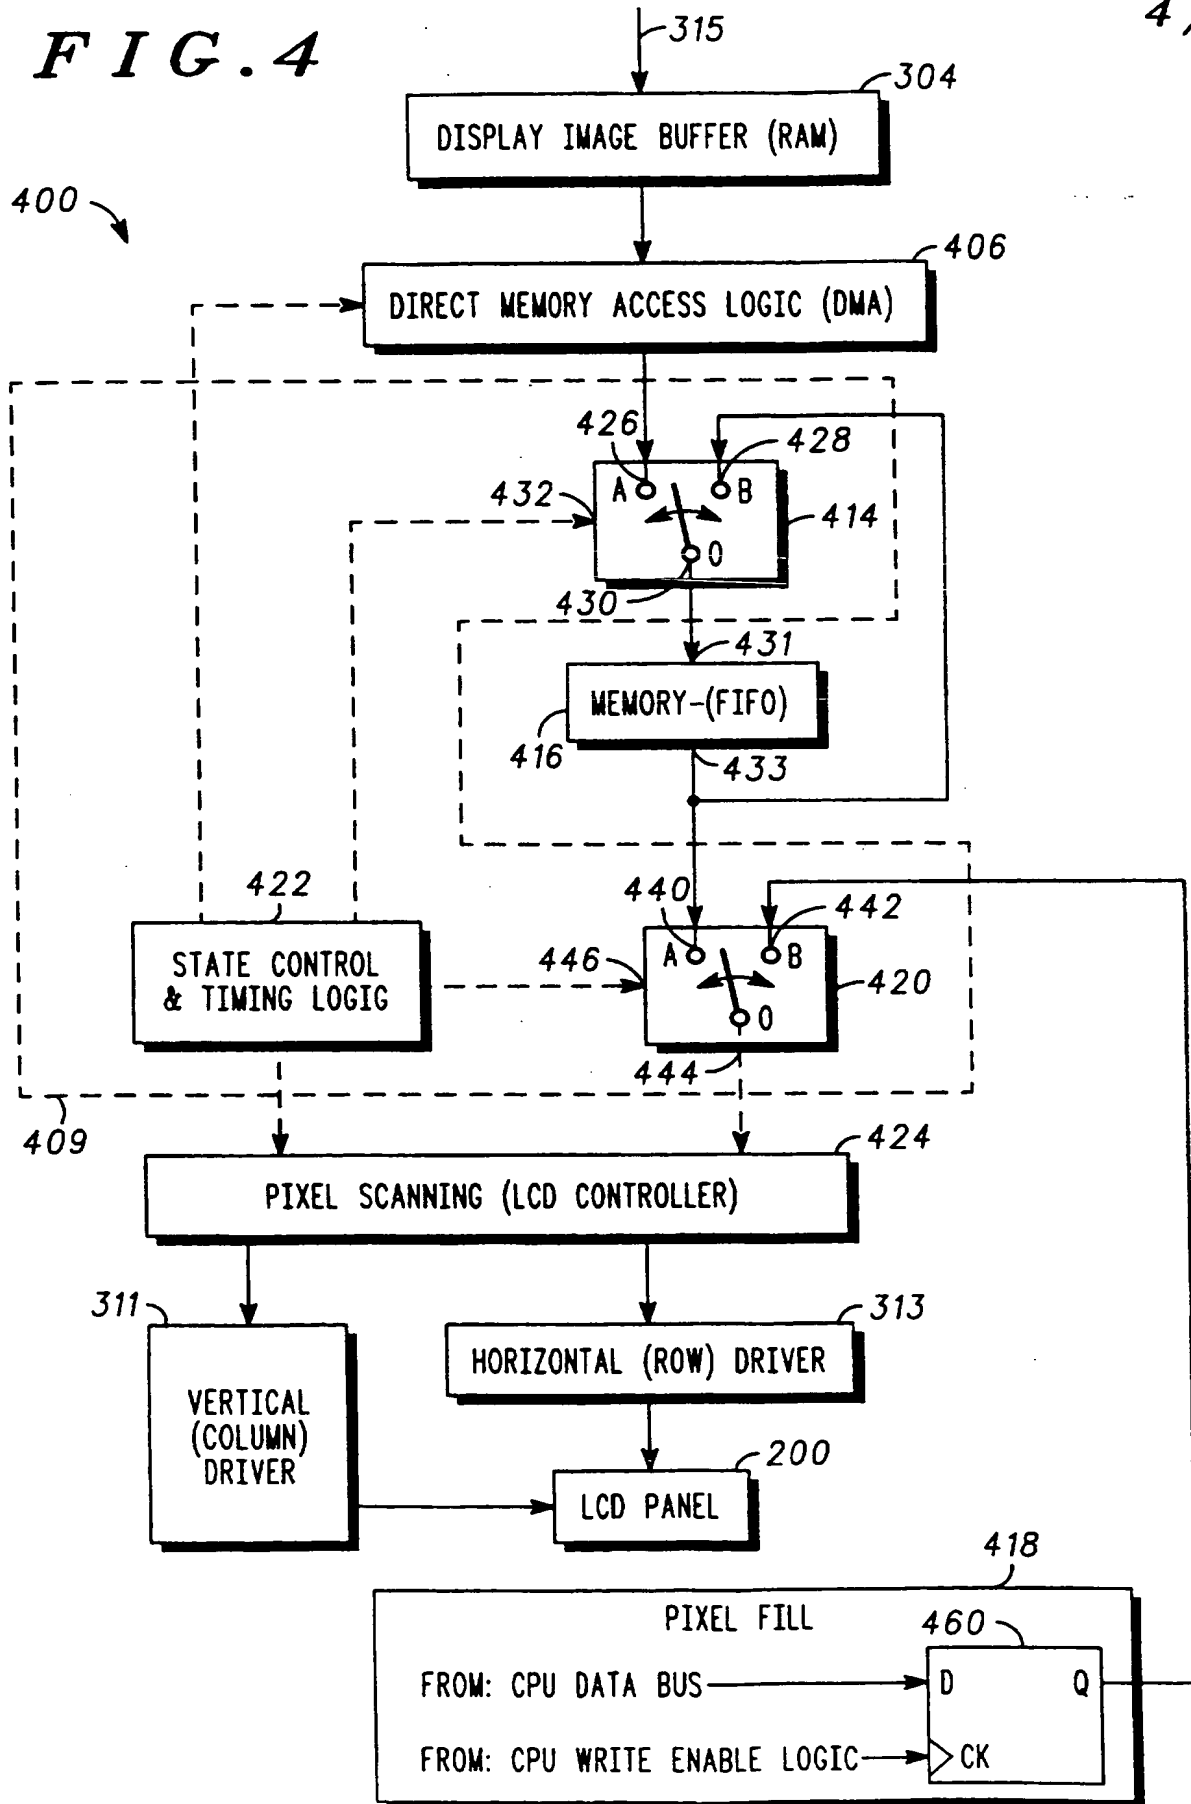 FIG.4
4,
315
304
DISPLAY IMAGE BUFFER (RAM)
400
406
DIRECT MEMORY ACCESS LOGIC (DMA)
426
428
A
B
432
414
O
430
431
MEMORY-(FIFO)
416
433
422
440
442
STATE CONTROL
& TIMING LOGIG
446
A
B
420
O
444
409
424
PIXEL SCANNING (LCD CONTROLLER)
311
313
HORIZONTAL (ROW) DRIVER
VERTICAL
(COLUMN)
DRIVER
200
LCD PANEL
418
PIXEL FILL
460
FROM: CPU DATA BUS
D
Q
FROM: CPU WRITE ENABLE LOGIC
CK